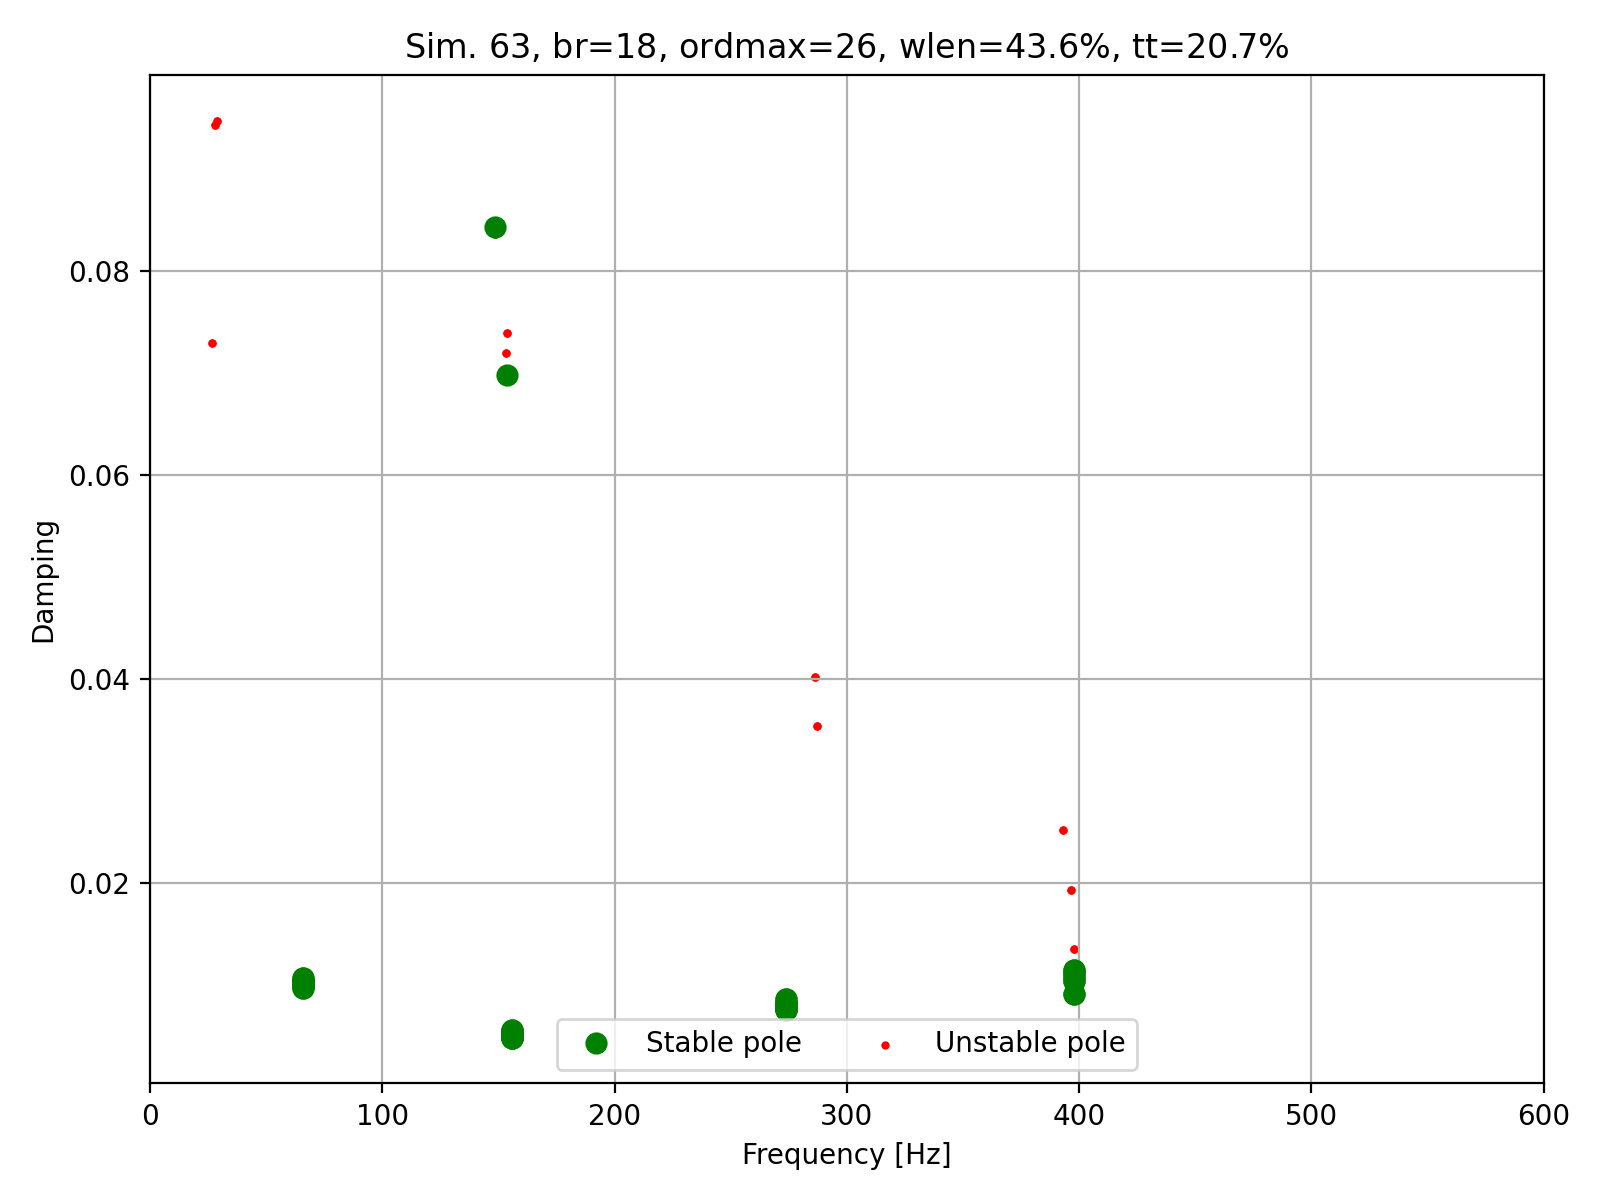 Sim. 63, br=18, ordmax=26, wlen=43.6%, tt=20.7%
0.08
0.06
0.04
0.02
Damping
Stable pole Unstable pole
0 100 200 300 400 500 600
Frequency [Hz]